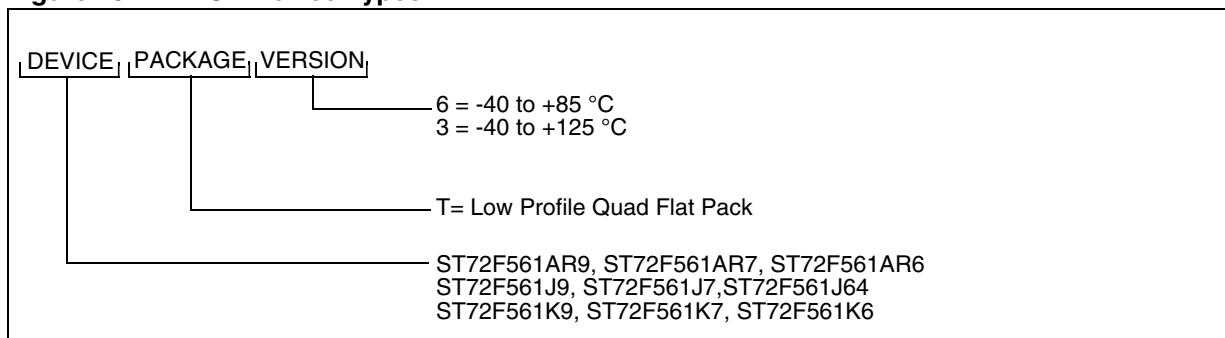 DEVICE PACKAGE VERSION
6 = -40 to +85 °C
3 = -40 to +125 °C
T= Low Profile Quad Flat Pack
ST72F561AR9, ST72F561AR7, ST72F561AR6
ST72F561J9, ST72F561J7,ST72F561J64
ST72F561K9, ST72F561K7, ST72F561K6